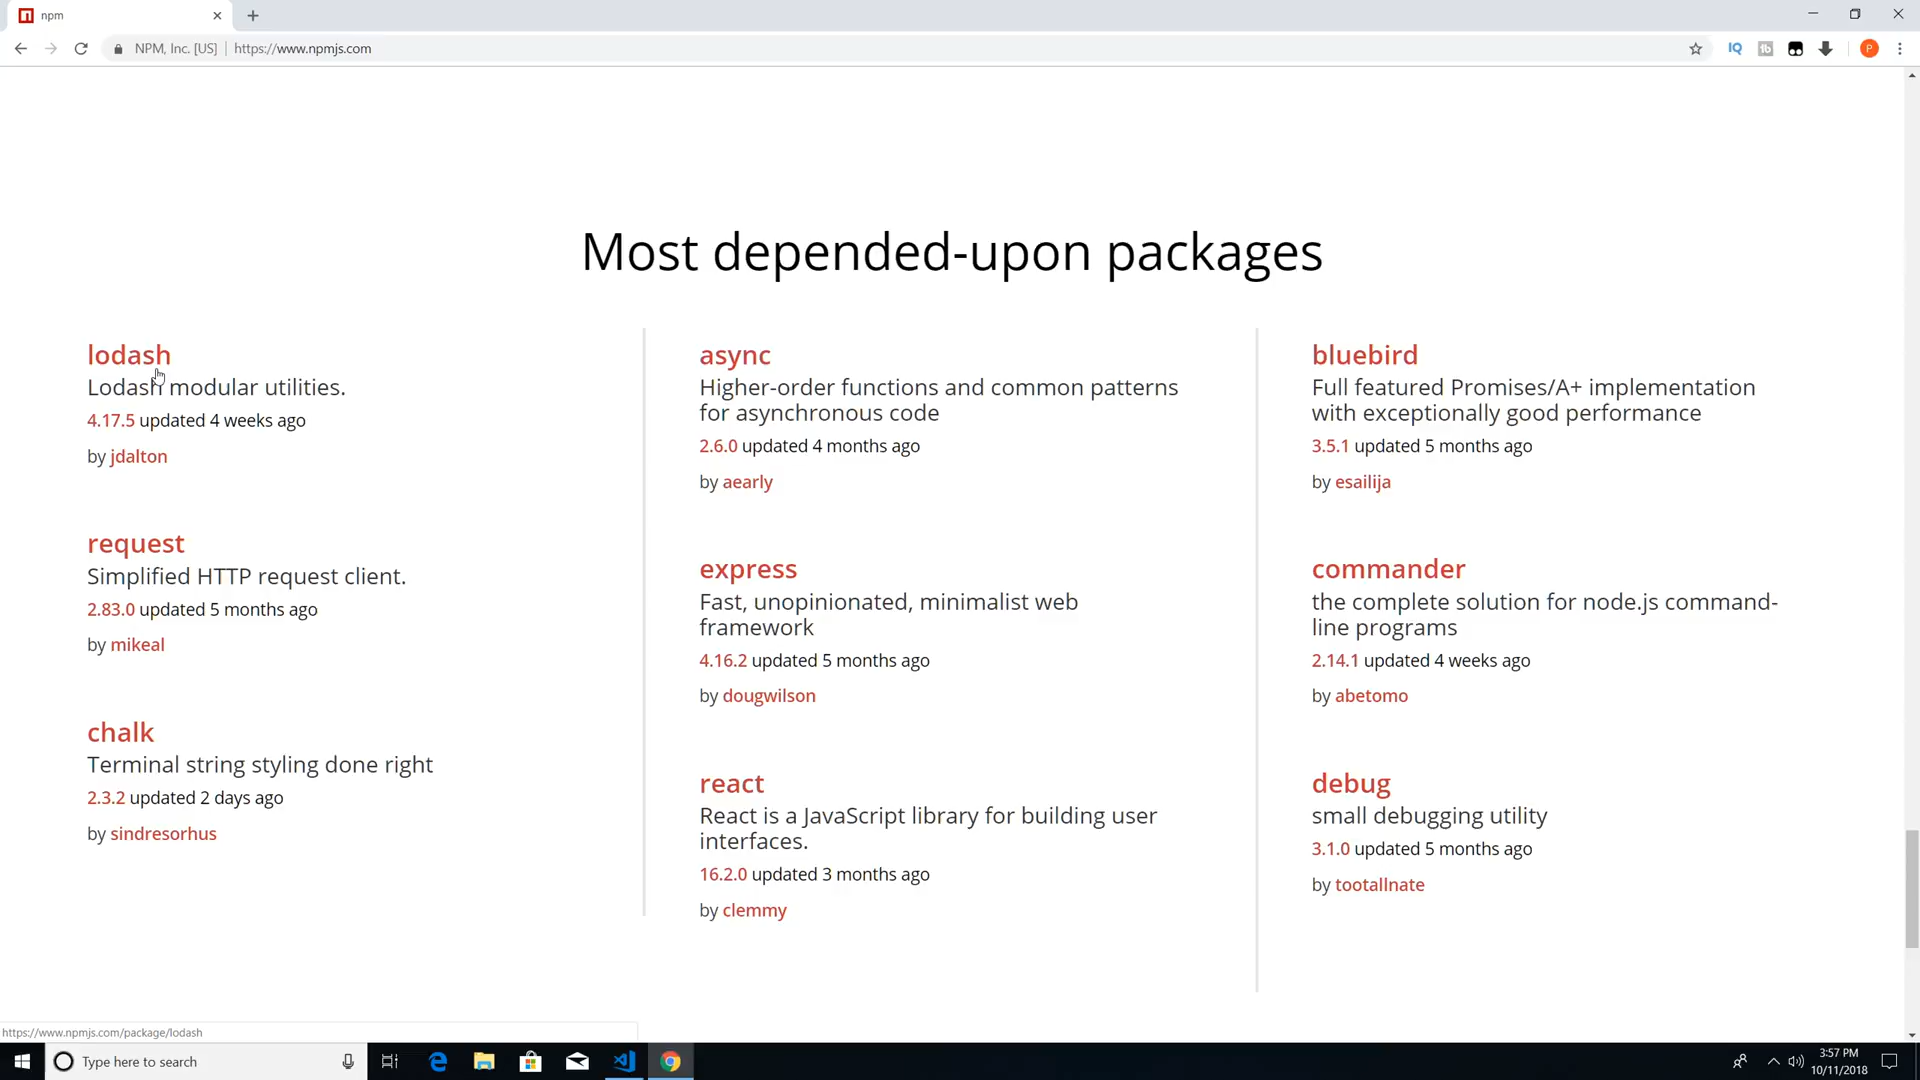 npm
NPM, Inc. [US] https://www.npmjs.com
IQ
P
Most depended-upon packages
lodash
Lodash modular utilities.
4.17.5 updated 4 weeks ago
by jdalton
request
Simplified HTTP request client.
2.83.0 updated 5 months ago
by mikeal
chalk
Terminal string styling done right
2.3.2 updated 2 days ago
by sindresorhus
async
Higher-order functions and common patterns
for asynchronous code
2.6.0 updated 4 months ago
by aearly
express
Fast, unopinionated, minimalist web
framework
4.16.2 updated 5 months ago
by dougwilson
react
React is a JavaScript library for building user
interfaces.
16.2.0 updated 3 months ago
by clemmy
bluebird
Full featured Promises/A+ implementation
with exceptionally good performance
3.5.1 updated 5 months ago
by esailija
commander
the complete solution for node.js command-
line programs
2.14.1 updated 4 weeks ago
by abetomo
debug
small debugging utility
3.1.0 updated 5 months ago
by tootallnate
https://www.npmjs.com/package/lodash
Type here to search
3:57 PM
10/11/2018